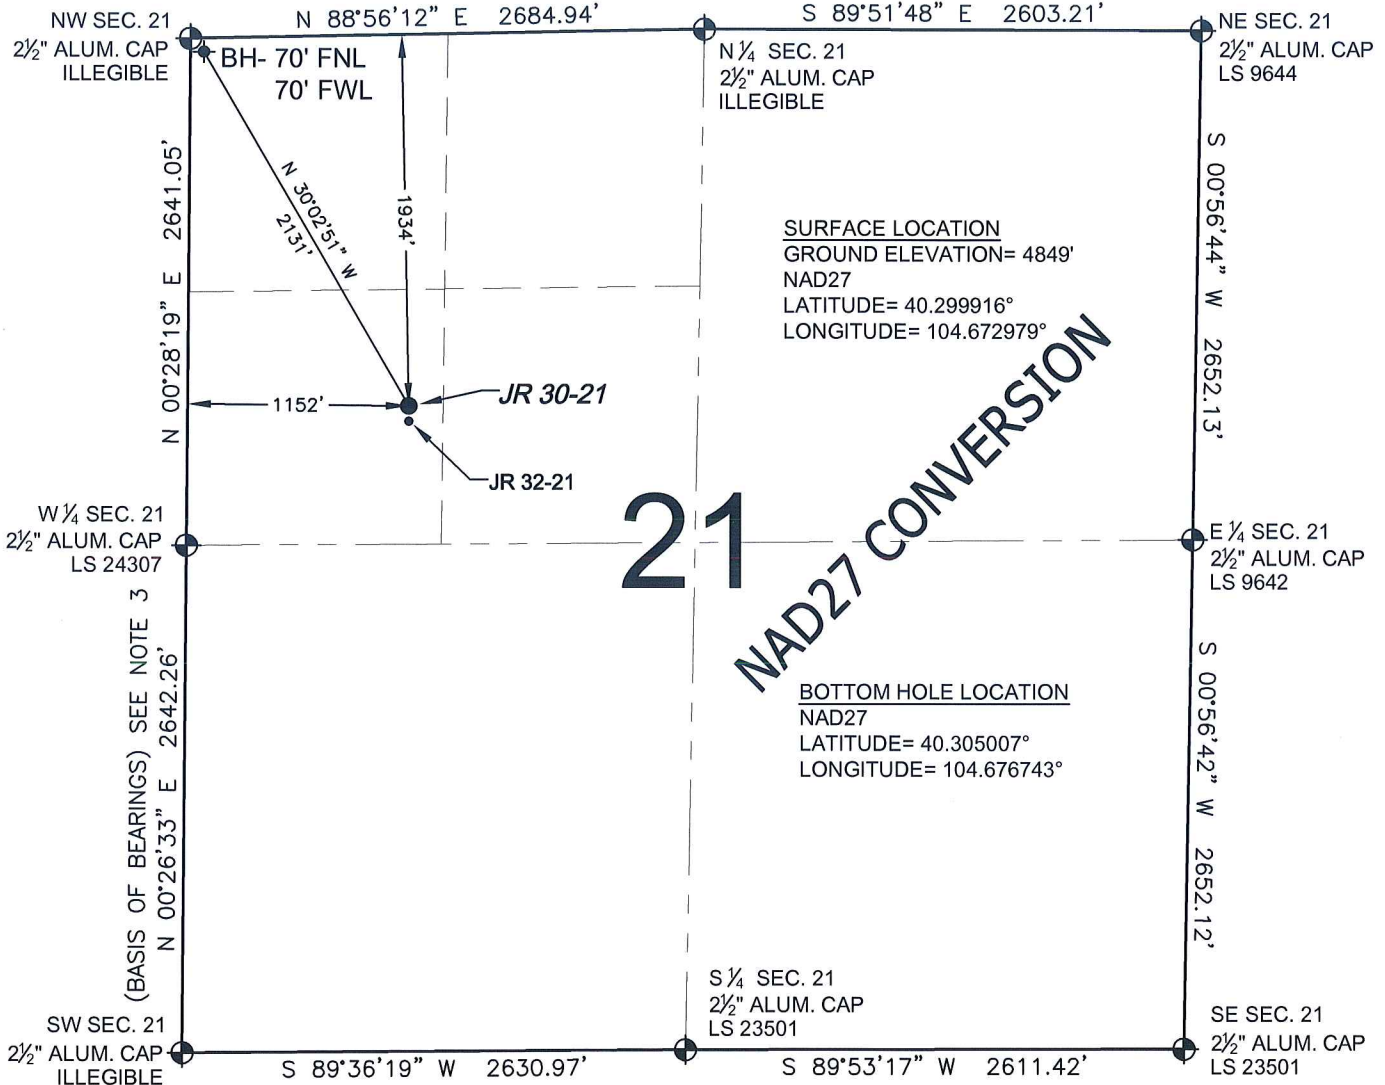 NW SEC. 21
2½" ALUM. CAP
ILLEGIBLE
N 88°56'12" E 2684.94'
S 89°51'48" E 2603.21'
NE SEC. 21
2½" ALUM. CAP
LS 9644
BH- 70' FNL
70' FWL
N ¼ SEC. 21
2½" ALUM. CAP
ILLEGIBLE
N 00°28'19" E 2641.05'
N 30°02'51" W
2131'
1934'
S 00°56'44" W 2652.13'
SURFACE LOCATION
GROUND ELEVATION= 4849'
NAD27
LATITUDE= 40.299916°
LONGITUDE= 104.672979°
1152'
JR 30-21
JR 32-21
NAD27 CONVERSION
21
W ¼ SEC. 21
2½" ALUM. CAP
LS 24307
E ¼ SEC. 21
2½" ALUM. CAP
LS 9642
(BASIS OF BEARINGS) SEE NOTE 3
N 00°26'33" E 2642.26'
S 00°56'42" W 2652.12'
BOTTOM HOLE LOCATION
NAD27
LATITUDE= 40.305007°
LONGITUDE= 104.676743°
SW SEC. 21
2½" ALUM. CAP
ILLEGIBLE
S 89°36'19" W 2630.97'
S ¼ SEC. 21
2½" ALUM. CAP
LS 23501
S 89°53'17" W 2611.42'
SE SEC. 21
2½" ALUM. CAP
LS 23501